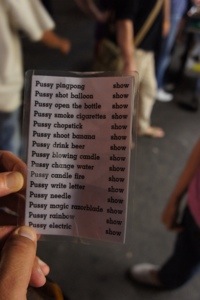 Pussy pingpong show
Pussy shot balloon show
Pussy open the bottle show
Pussy smoke cigarettes show
Pussy chopstick show
Pussy shoot banana show
Pussy drink beer show
Pussy blowing candle show
Pussy change water show
Pussy candle fire show
Pussy write letter show
Pussy needle show
Pussy magic razorblade show
Pussy rainbow show
Pussy electric show